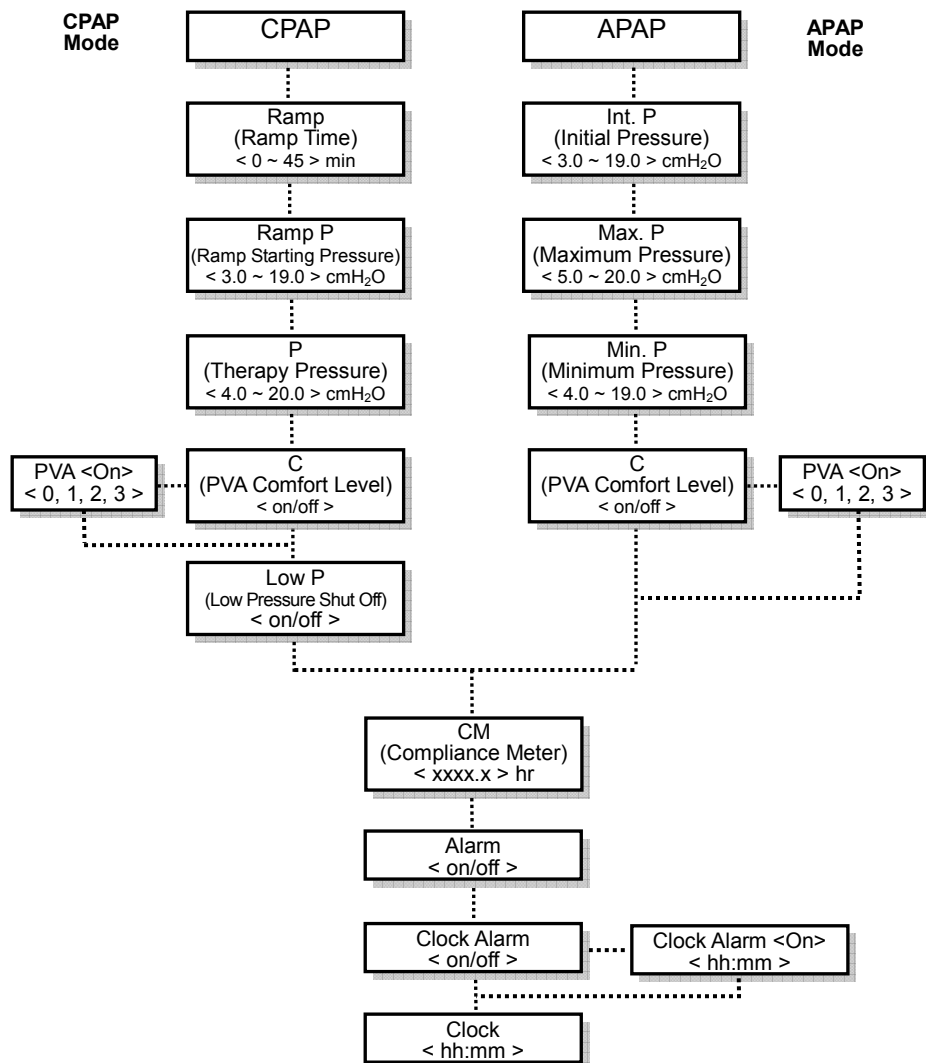 CPAP
Mode
CPAP
APAP
APAP
Mode
Ramp
(Ramp Time)
< 0 ~ 45 > min
Int. P
(Initial Pressure)
< 3.0 ~ 19.0 > cmH₂O
Ramp P
(Ramp Starting Pressure)
< 3.0 ~ 19.0 > cmH₂O
Max. P
(Maximum Pressure)
< 5.0 ~ 20.0 > cmH₂O
P
(Therapy Pressure)
< 4.0 ~ 20.0 > cmH₂O
Min. P
(Minimum Pressure)
< 4.0 ~ 19.0 > cmH₂O
PVA <On>
< 0, 1, 2, 3 >
C
(PVA Comfort Level)
< on/off >
C
(PVA Comfort Level)
< on/off >
PVA <On>
< 0, 1, 2, 3 >
Low P
(Low Pressure Shut Off)
< on/off >
CM
(Compliance Meter)
< xxxx.x > hr
Alarm
< on/off >
Clock Alarm
< on/off >
Clock Alarm <On>
< hh:mm >
Clock
< hh:mm >